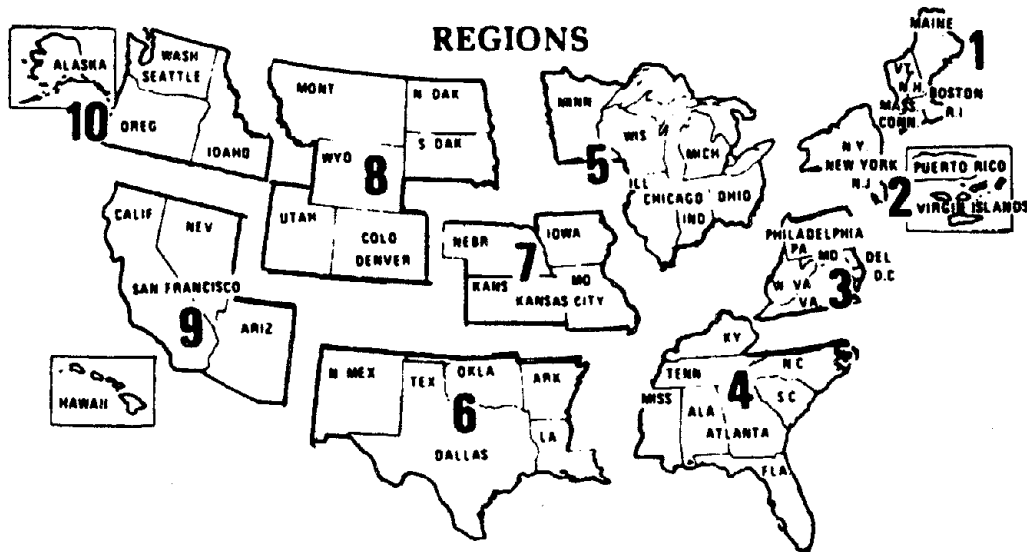 REGIONS
MAINE
1
VT
N H
BOSTON
MASS.
CONN.
R I
ALASKA
WASH
SEATTLE
10
OREG
IDAHO
MONT
N DAK
S DAK
WYO
8
UTAH
COLO
DENVER
MINN
WIS
MICH
5
ILL
CHICAGO
IND
OHIO
N Y
NEW YORK
N.J
2
PUERTO RICO
VIRGIN ISLANDS
CALIF
NEV
SAN FRANCISCO
9
ARIZ
HAWAII
NEBR
IOWA
7
KANS
MO
KANSAS CITY
PHILADELPHIA
PA
MD
DEL
D.C
W VA
VA
3
N MEX
TEX
OKLA
ARK
6
LA
DALLAS
KY
TENN
N C
4
MISS
ALA
S C
ATLANTA
FLA.